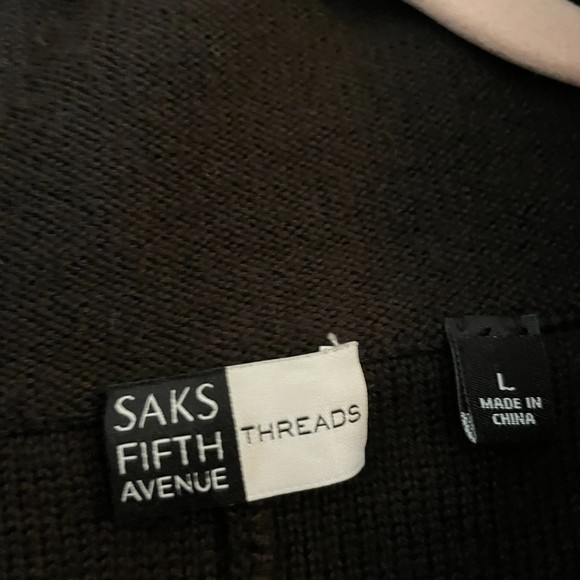 SAKS
FIFTH
AVENUE
THREADS
L
MADE IN
CHINA